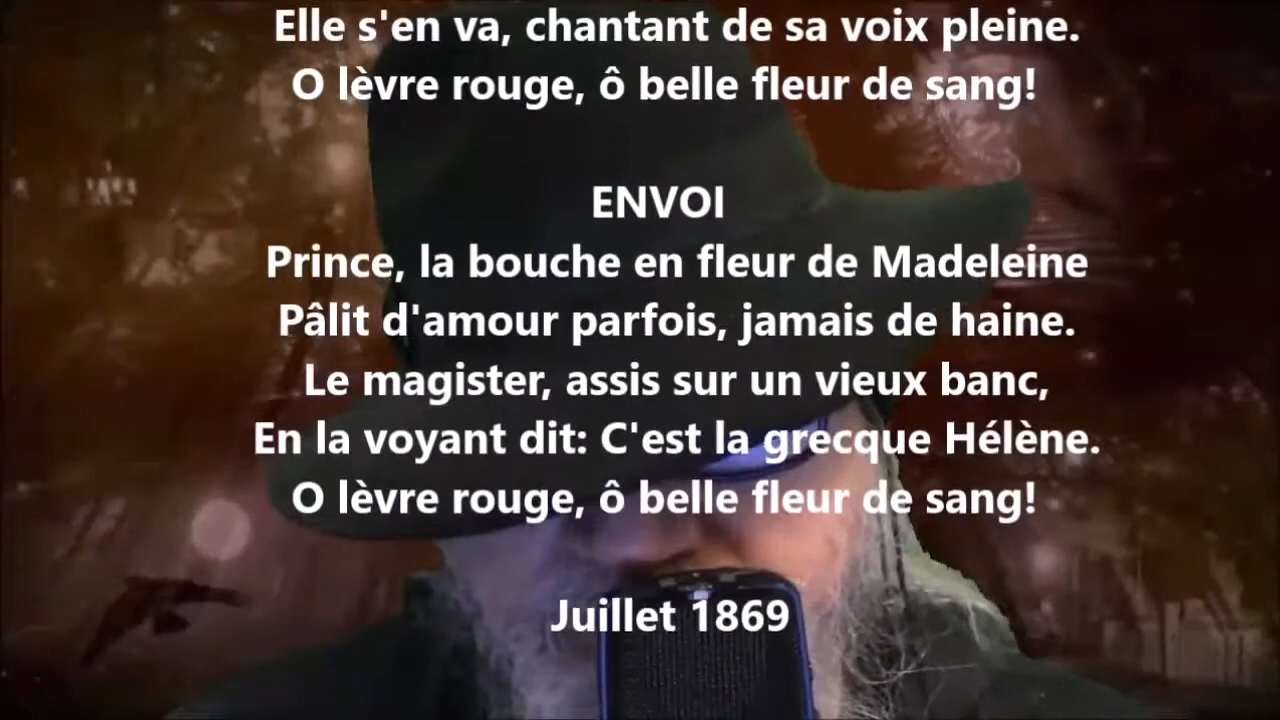 Elle s'en va, chantant de sa voix pleine.
O lèvre rouge, ô belle fleur de sang!
ENVOI
Prince, la bouche en fleur de Madeleine
Pâlit d'amour parfois, jamais de haine.
Le magister, assis sur un vieux banc,
En la voyant dit: C'est la grecque Hélène.
O lèvre rouge, ô belle fleur de sang!
Juillet 1869